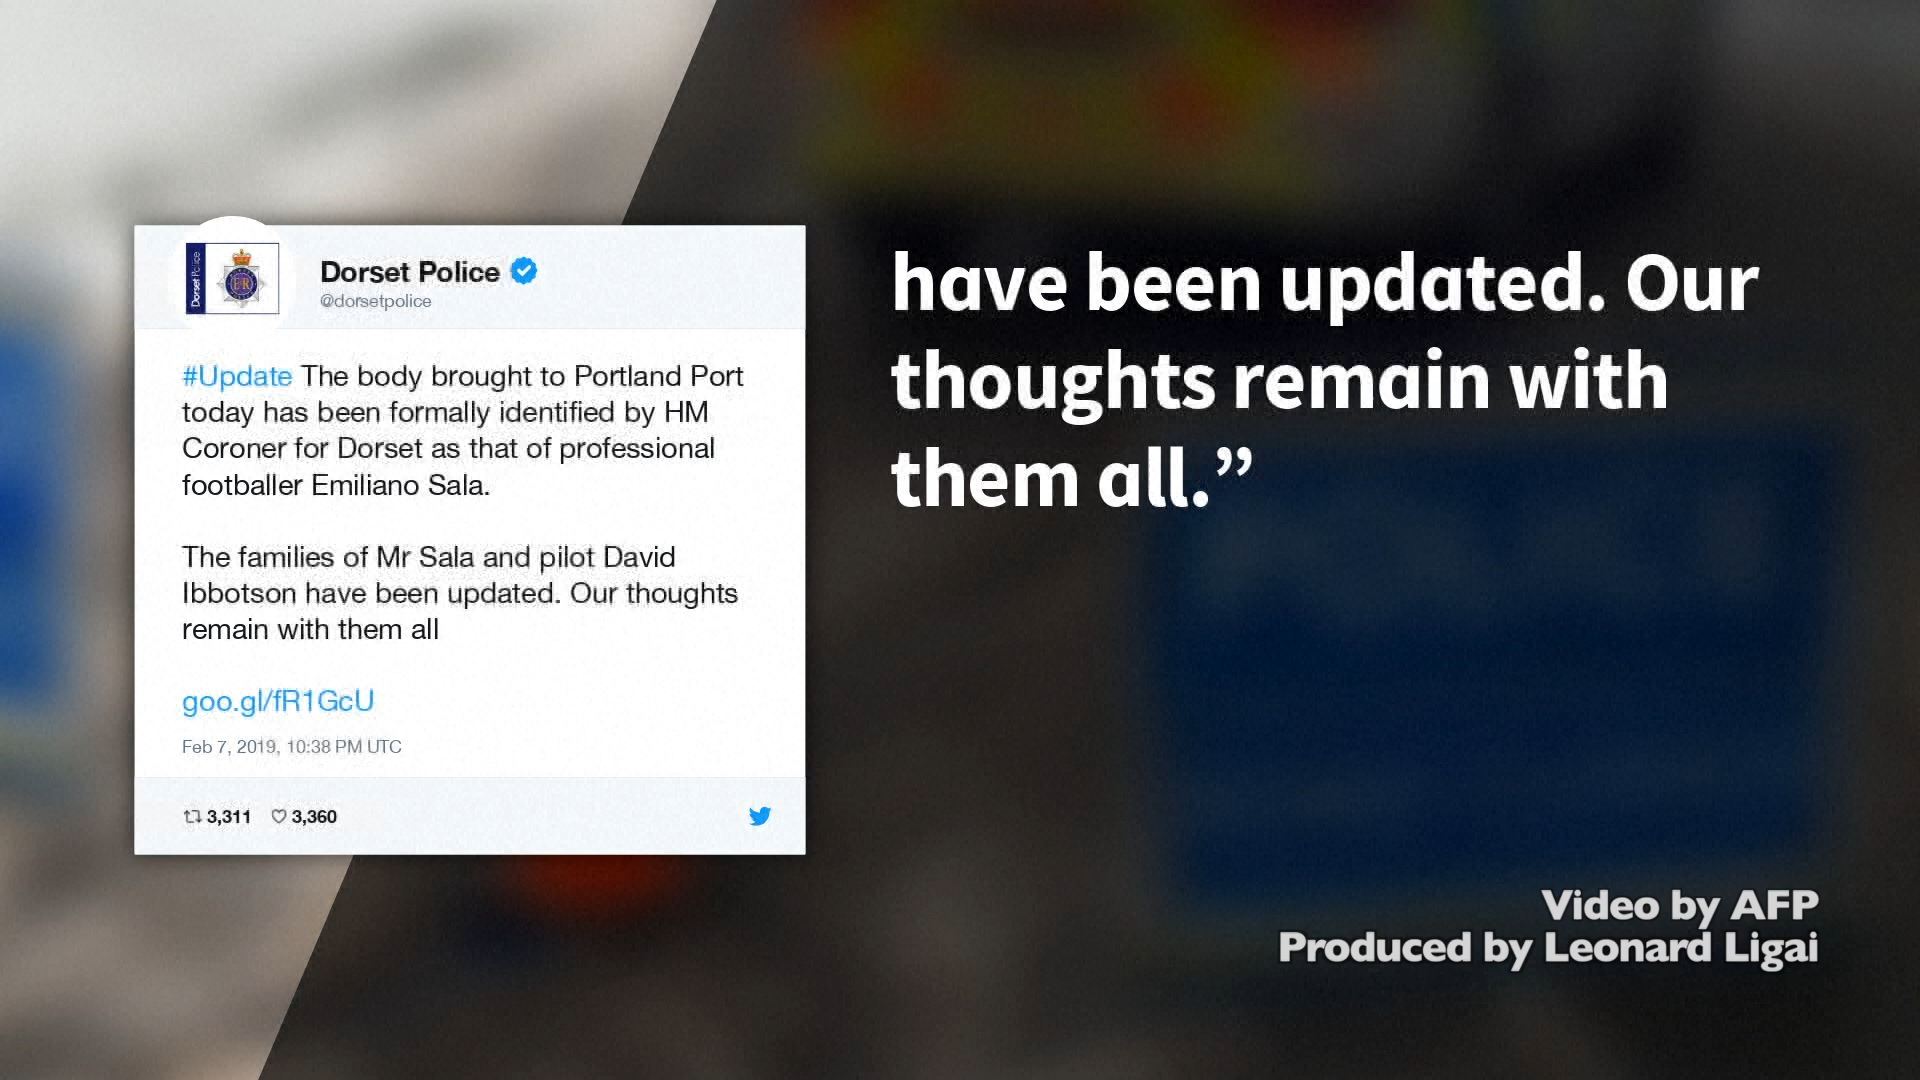 Dorset Police
Dorset Police
@dorsetpolice
#Update The body brought to Portland Port
today has been formally identified by HM
Coroner for Dorset as that of professional
footballer Emiliano Sala.
The families of Mr Sala and pilot David
Ibbotson have been updated. Our thoughts
remain with them all
goo.gl/fR1GcU
Feb 7, 2019, 10:38 PM UTC
3,311 3,360
have been updated. Our
thoughts remain with
them all.”
Video by AFP
Produced by Leonard Ligai